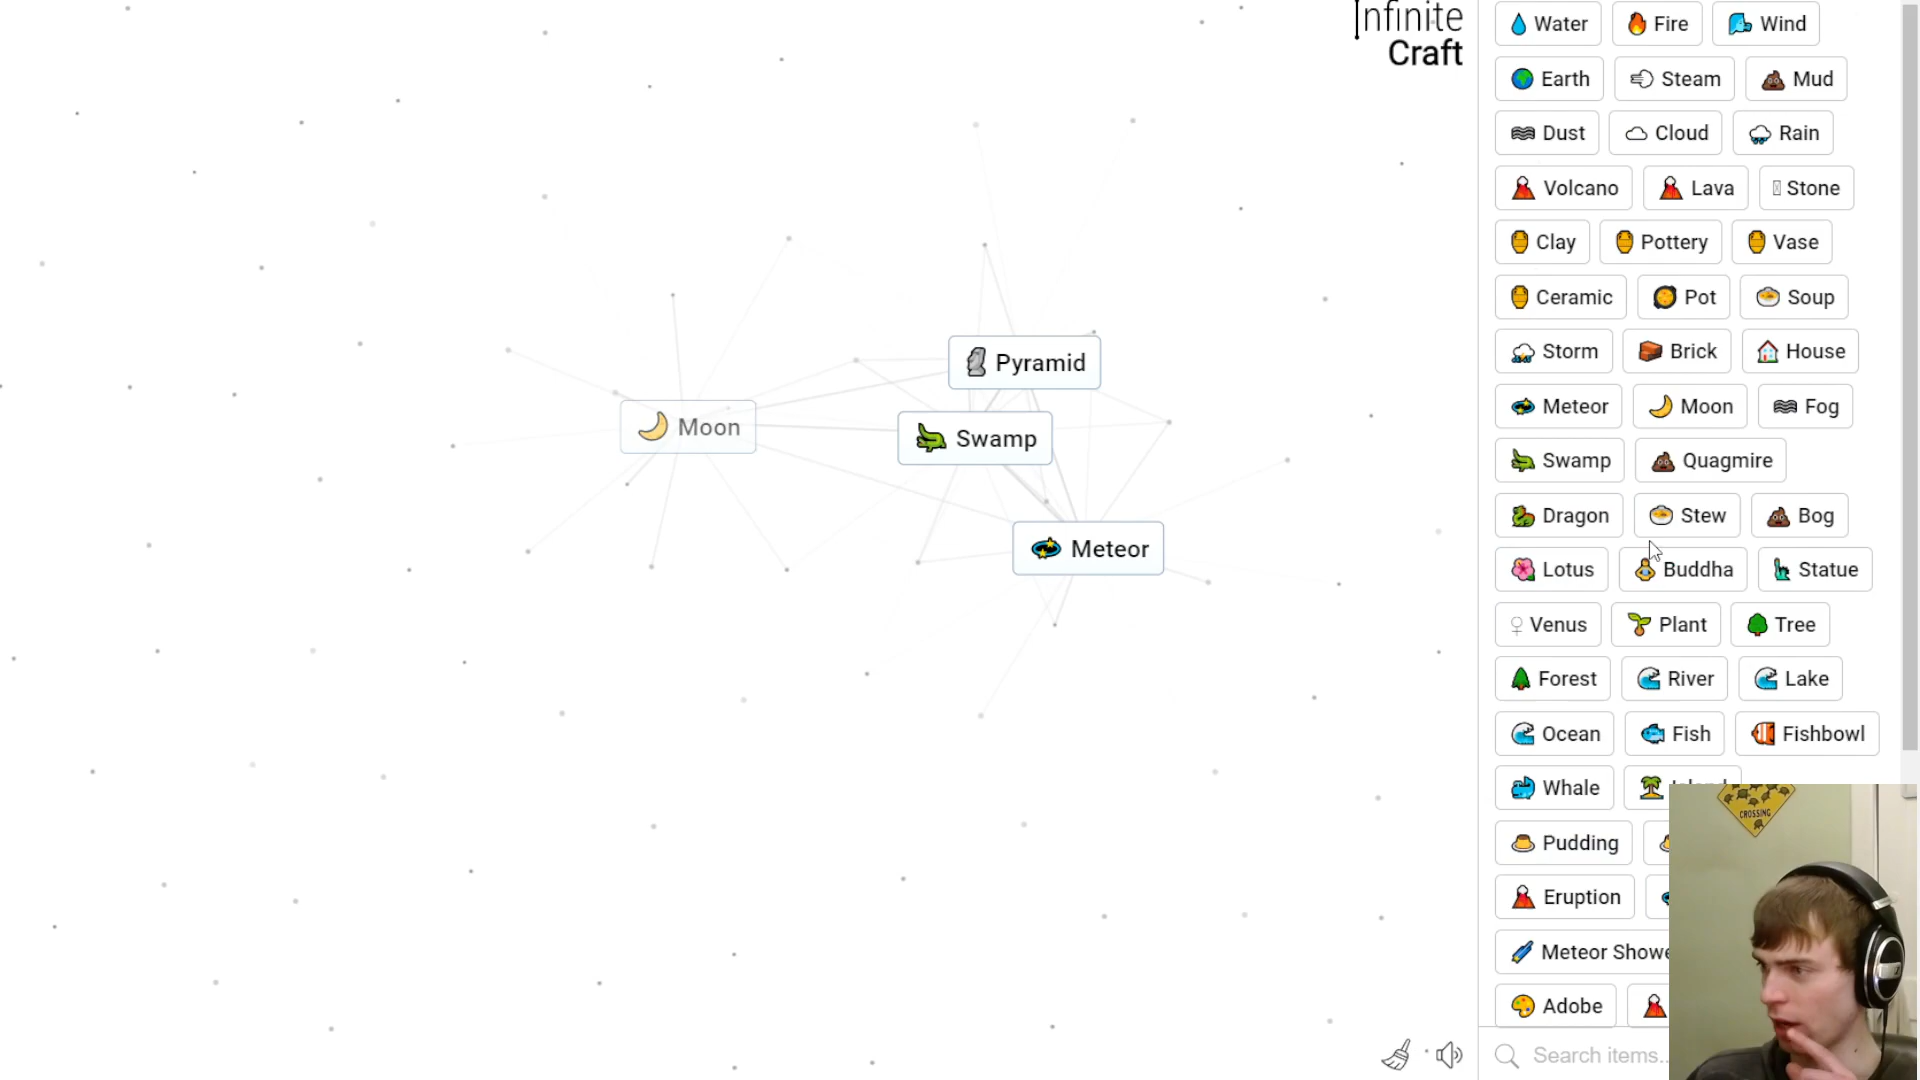 Infinite
Craft
Water Fire Wind
Earth Steam Mud
Dust Cloud Rain
Volcano Lava Stone
Clay Pottery Vase
Ceramic Pot Soup
Storm Brick House
Meteor Moon Fog
Swamp Quagmire
Dragon Stew Bog
Lotus Buddha Statue
Venus Plant Tree
Forest River Lake
Ocean Fish Fishbowl
Whale
Pudding
Eruption
Meteor Showe
Adobe
Search items..
Pyramid
Moon
Swamp
Meteor
CROSSING